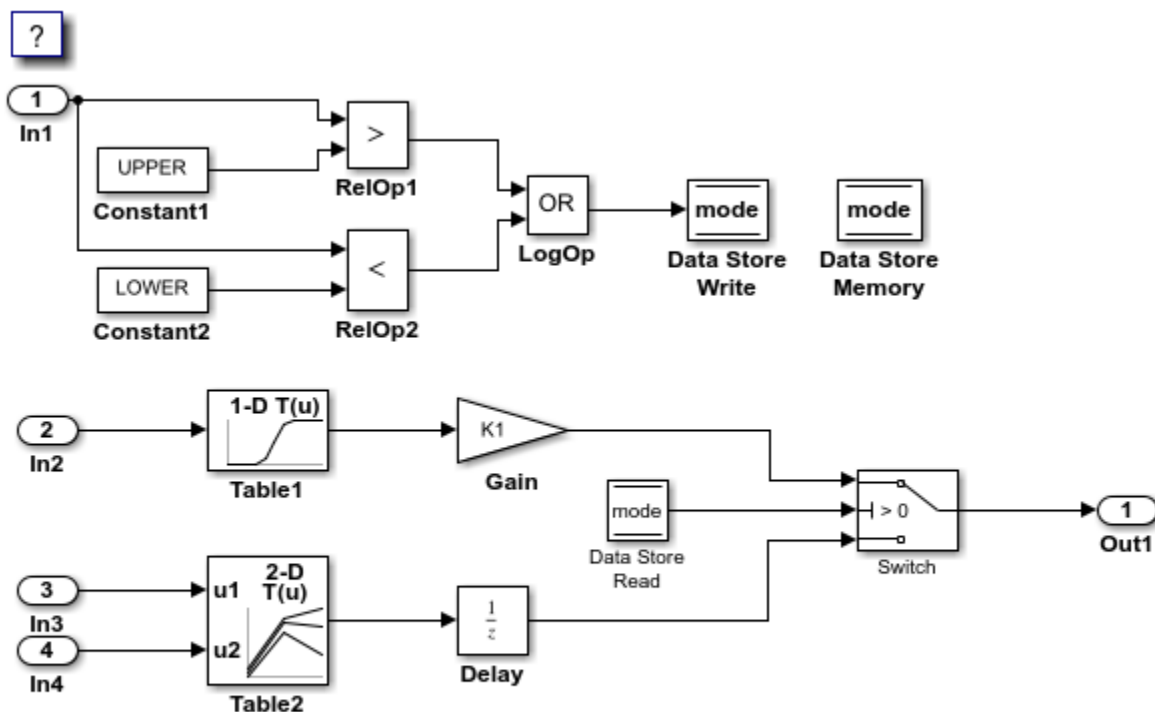 ?
1
In1
UPPER
Constant1
>
RelOp1
LOWER
Constant2
<
RelOp2
OR
LogOp
mode
Data Store
Write
mode
Data Store
Memory
2
In2
1-D T(u)
Table1
K1
Gain
mode
Data Store
Read
> 0
Switch
1
Out1
3
In3
4
In4
u1
u2
2-D
T(u)
Table2
1
z
Delay